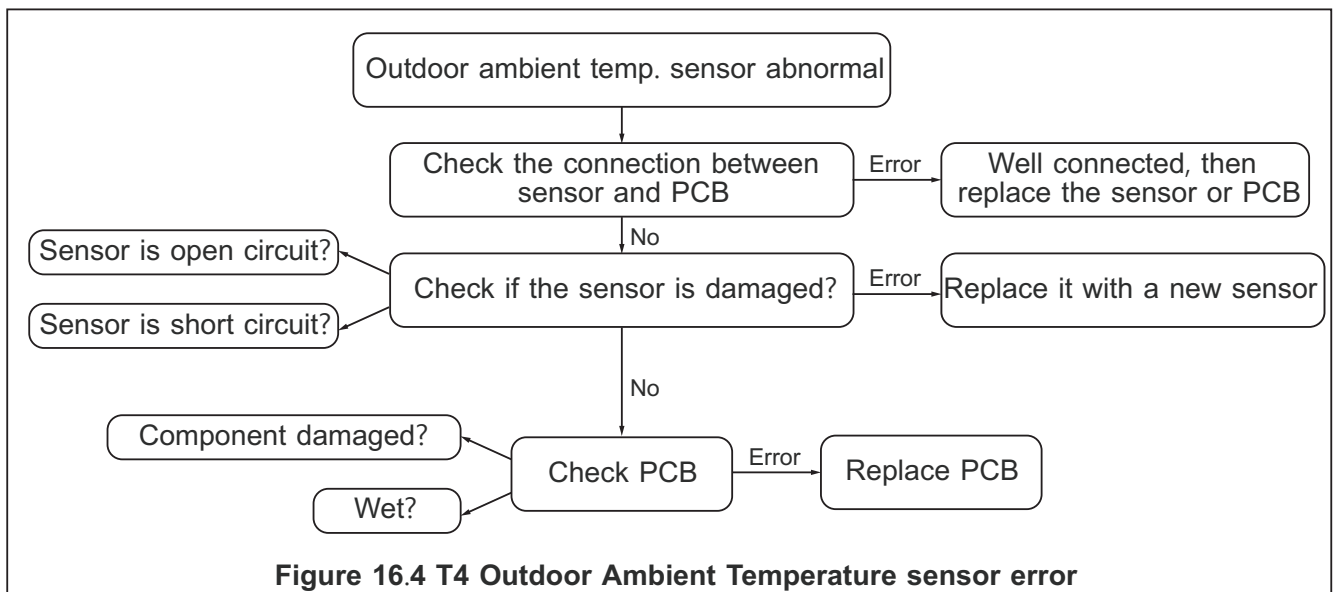 Outdoor ambient temp. sensor abnormal
Check the connection between
sensor and PCB
Error
Well connected, then
replace the sensor or PCB
No
Sensor is open circuit?
Check if the sensor is damaged?
Error
Replace it with a new sensor
Sensor is short circuit?
No
Component damaged?
Check PCB
Error
Replace PCB
Wet?
Figure 16.4 T4 Outdoor Ambient Temperature sensor error